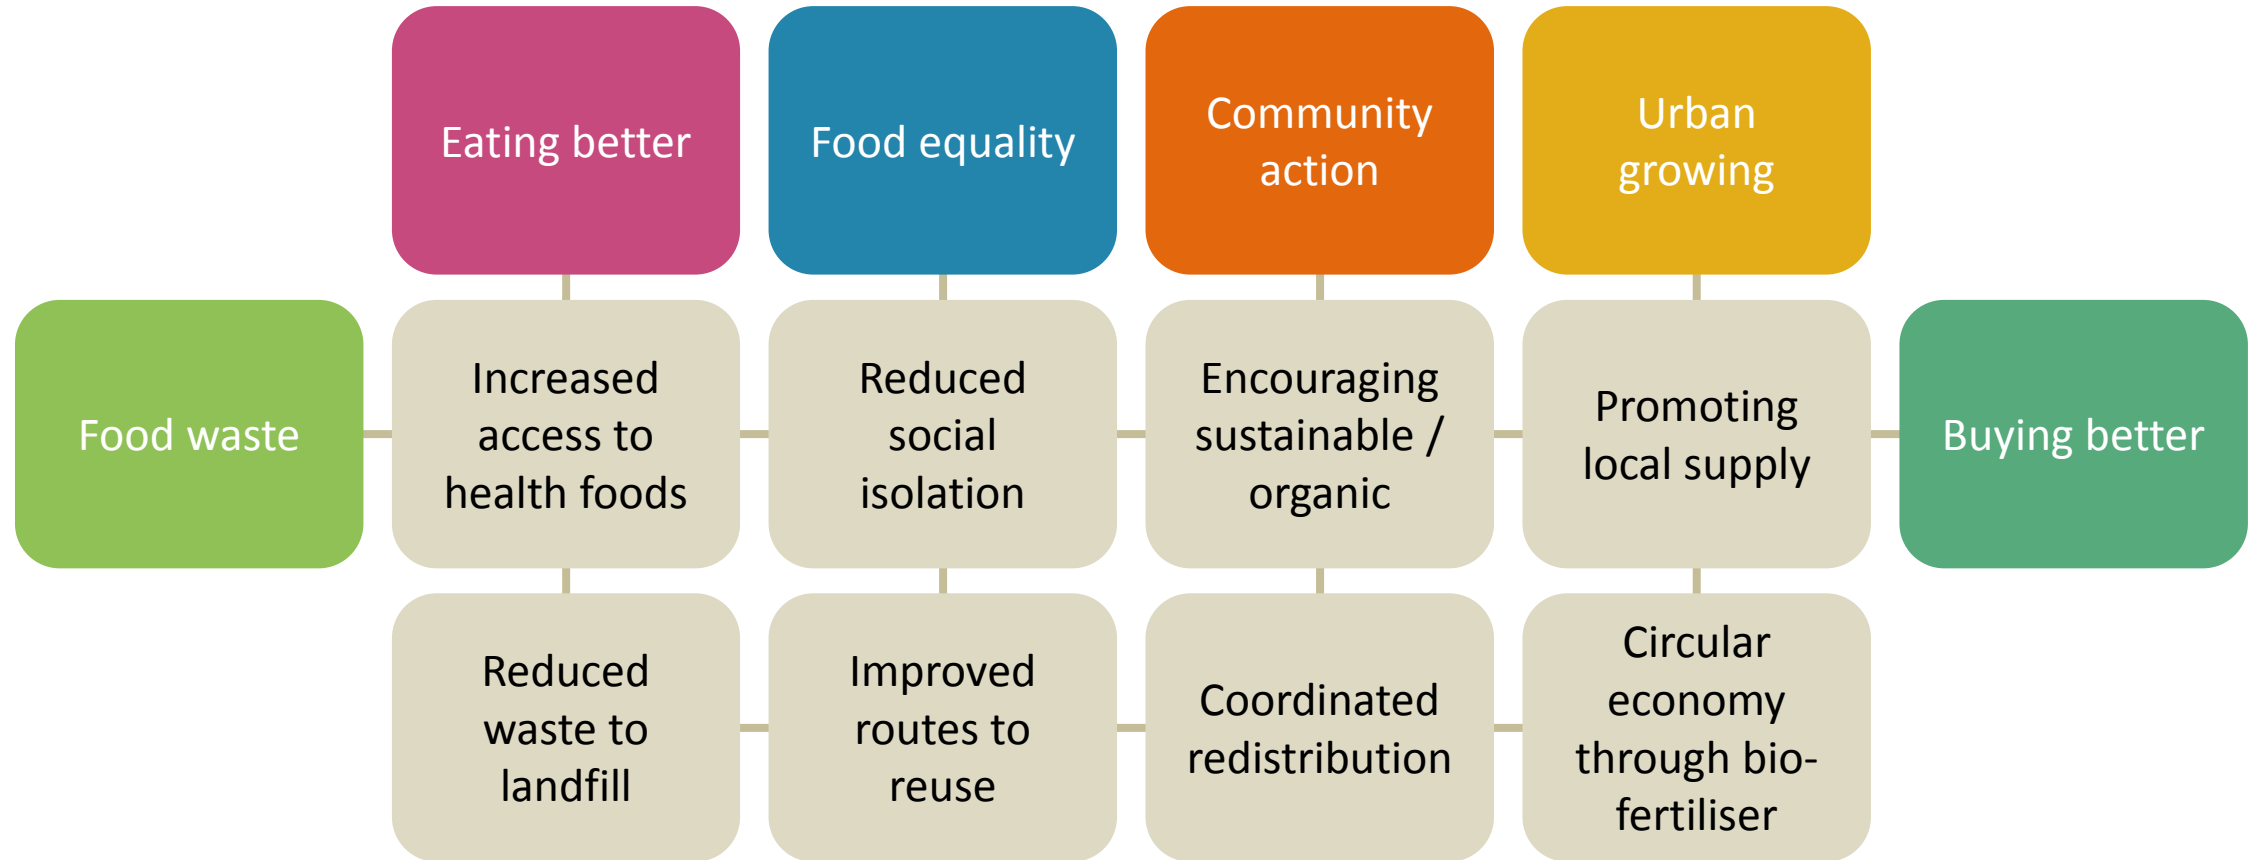 Eating better
Food equality
Community
action
Urban
growing
Food waste
Increased
access to
health foods
Reduced
social
isolation
Encouraging
sustainable /
organic
Promoting
local supply
Buying better
Reduced
waste to
landfill
Improved
routes to
reuse
Coordinated
redistribution
Circular
economy
through bio-
fertiliser